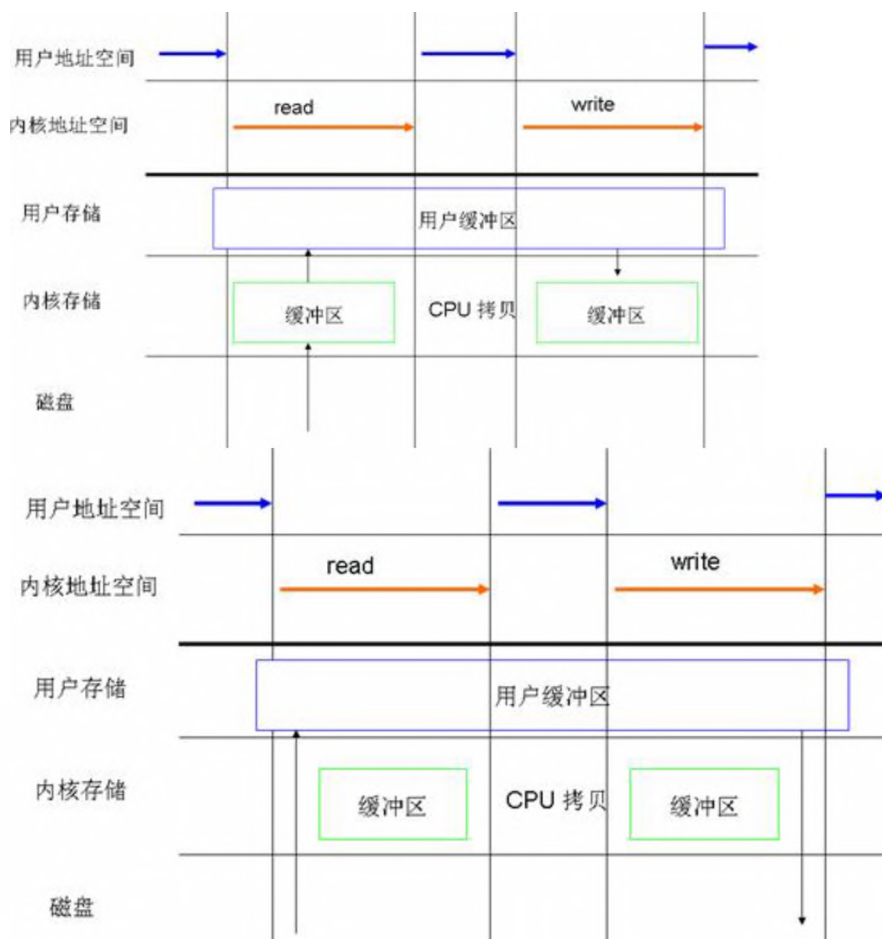 用户地址空间
内核地址空间
read
write
用户存储
用户缓冲区
内核存储
缓冲区
CPU 拷贝
缓冲区
磁盘
用户地址空间
内核地址空间
read
write
用户存储
用户缓冲区
内核存储
缓冲区
CPU 拷贝
缓冲区
磁盘